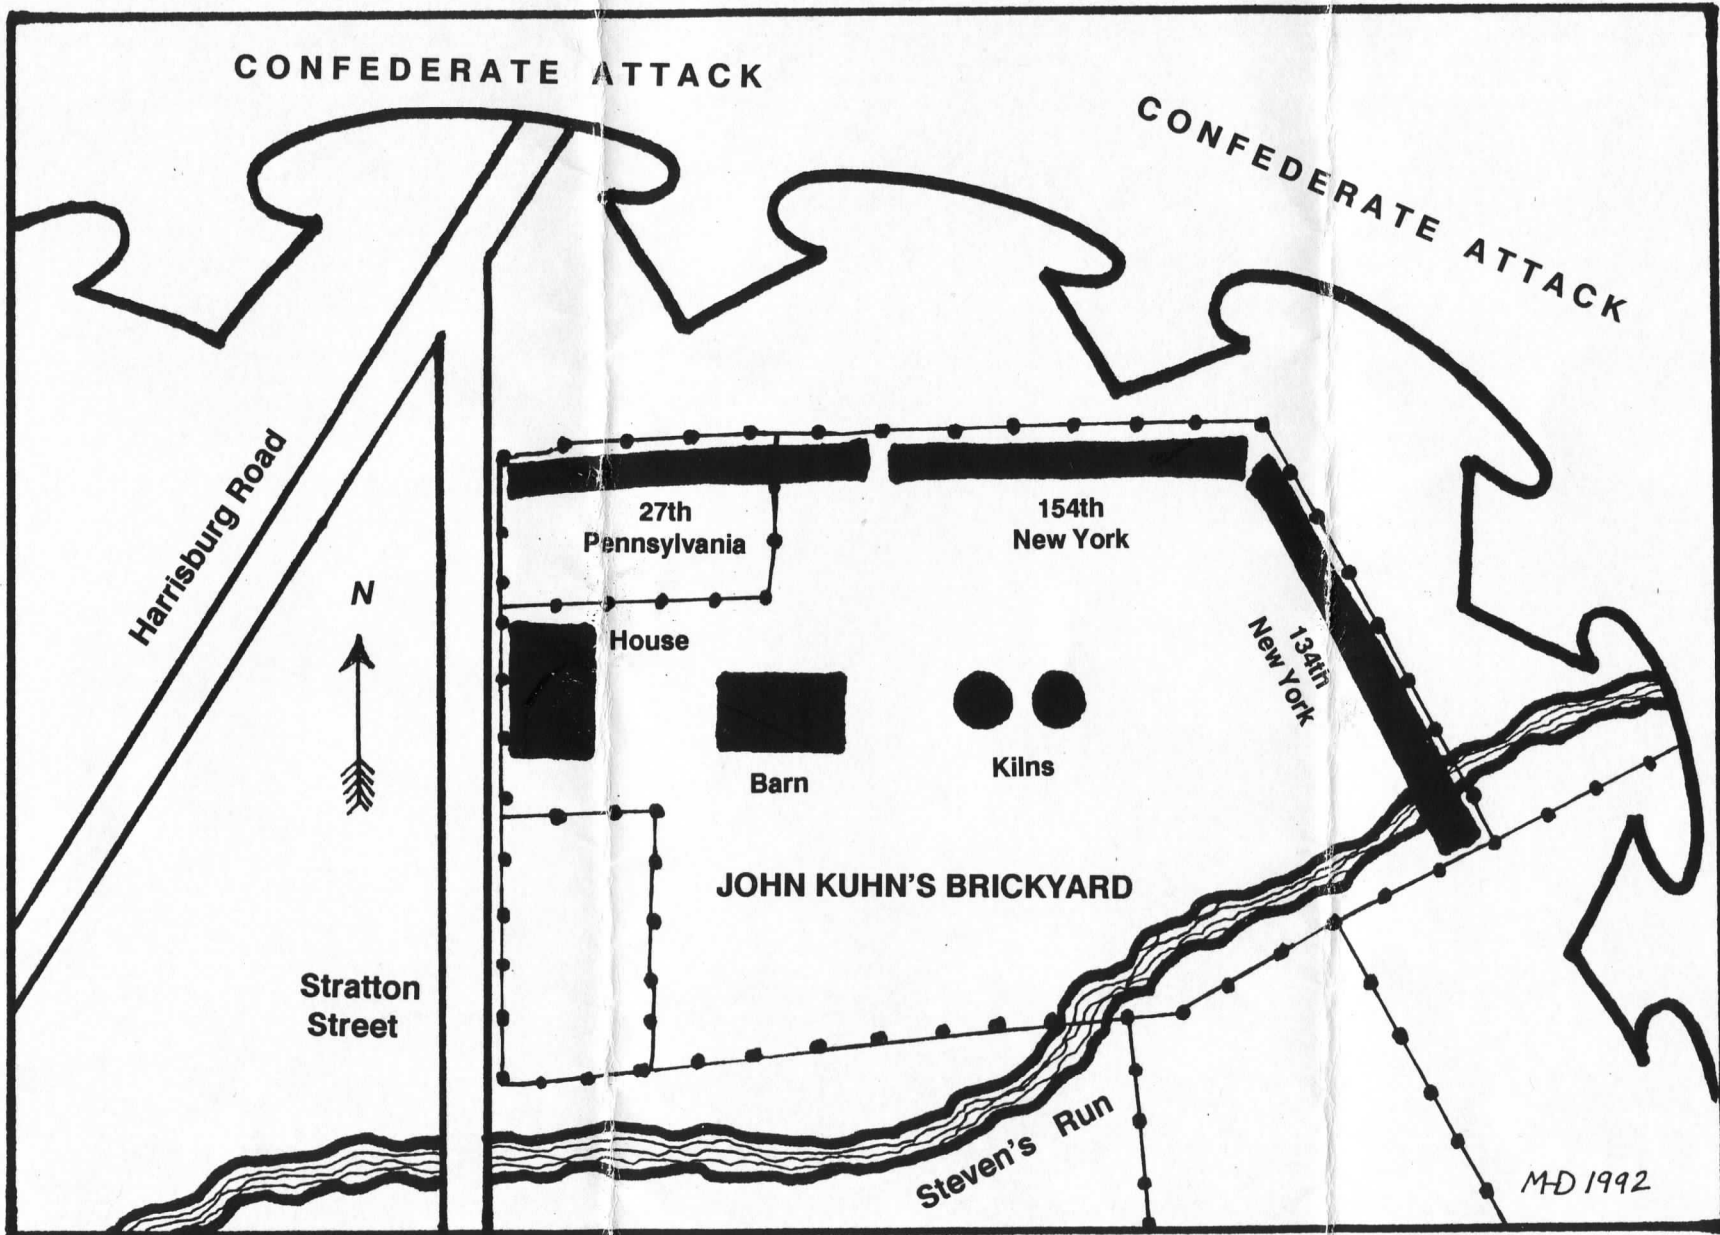 CONFEDERATE ATTACK
CONFEDERATE ATTACK
Harrisburg Road
27th
Pennsylvania
154th
New York
N
House
134th
New York
Barn
Kilns
JOHN KUHN'S BRICKYARD
Stratton
Street
Steven's Run
M-D 1992